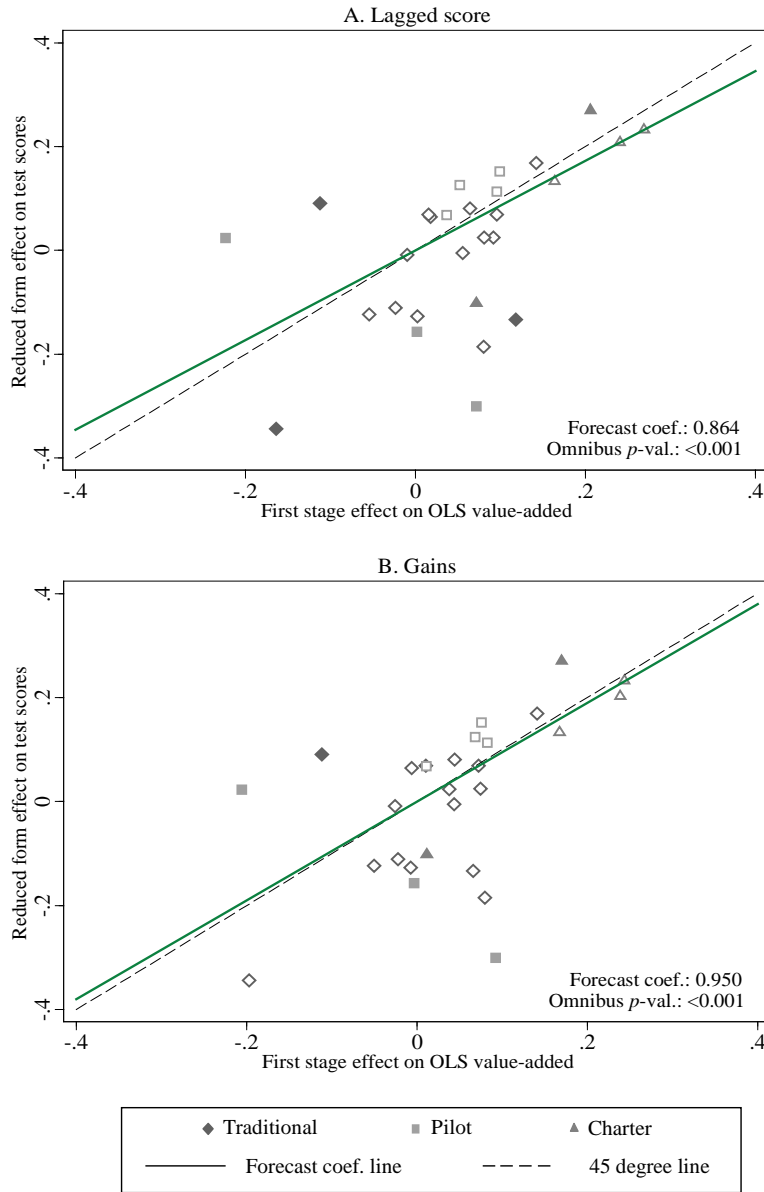 A. Lagged score
Reduced form effect on test scores
.4
.2
0
-.2
-.4
Forecast coef.: 0.864
Omnibus p-val.: <0.001
-.4 -.2 0 .2 .4
First stage effect on OLS value-added
B. Gains
Reduced form effect on test scores
.4
.2
0
-.2
-.4
Forecast coef.: 0.950
Omnibus p-val.: <0.001
-.4 -.2 0 .2 .4
First stage effect on OLS value-added
Traditional Pilot Charter
Forecast coef. line 45 degree line